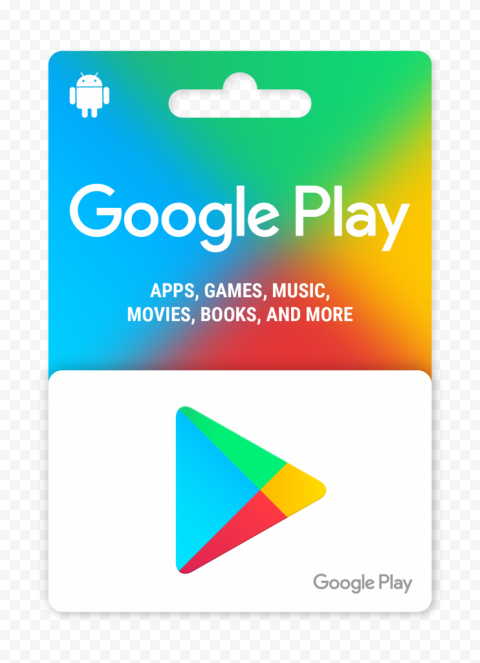 Google Play
APPS, GAMES, MUSIC,
MOVIES, BOOKS, AND MORE
Google Play